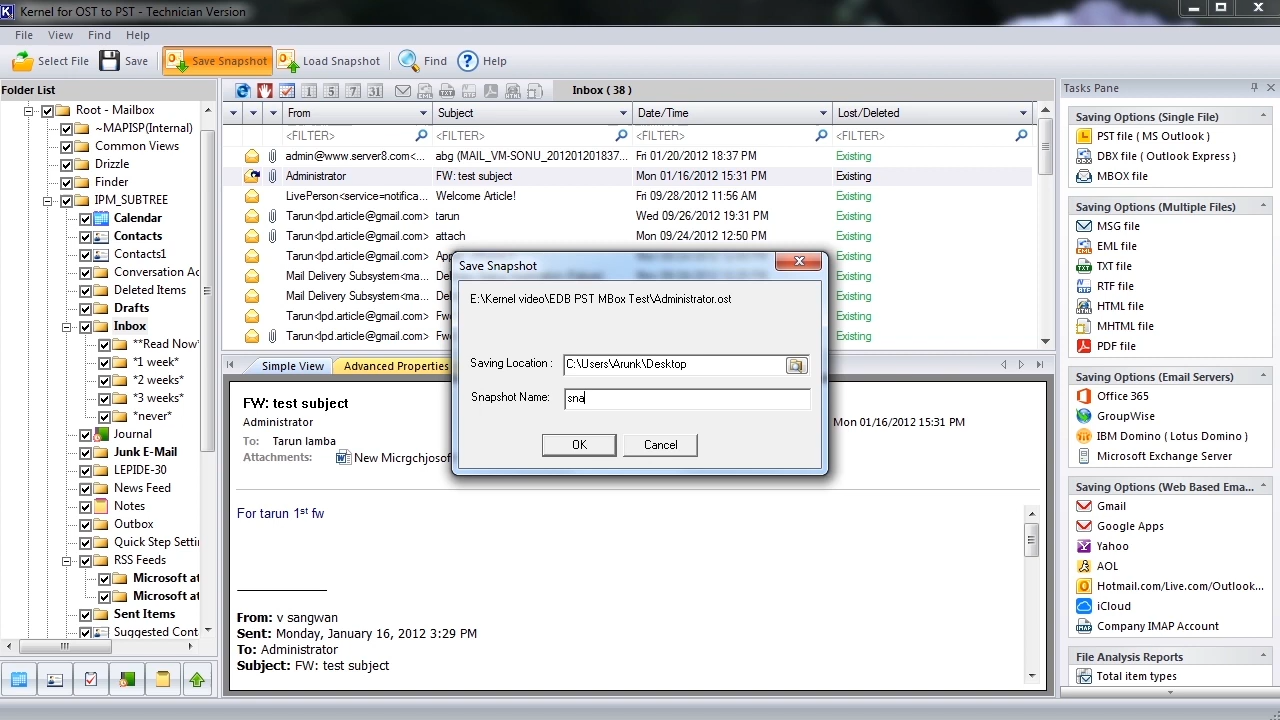 Kernel for OST to PST - Technician Version
File View Find Help
Select File Save Save Snapshot Load Snapshot Find Help
Folder List
Root - Mailbox
~MAPISP(Internal)
Common Views
Drizzle
Finder
IPM_SUBTREE
Calendar
Contacts
Contacts1
Conversation Ac
Deleted Items
Drafts
Inbox
**Read Now*
*1 week*
*2 weeks*
*3 weeks*
*never*
Journal
Junk E-Mail
LEPIDE-30
News Feed
Notes
Outbox
Quick Step Settin
RSS Feeds
Microsoft at
Microsoft at
Sent Items
Suggested Cont
Inbox ( 38 )
From Subject Date/Time Lost/Deleted
<FILTER> <FILTER> <FILTER> <FILTER>
admin@www.server8.com<... abg (MAIL_VM-SONU_201201201837... Fri 01/20/2012 18:37 PM Existing
Administrator FW: test subject Mon 01/16/2012 15:31 PM Existing
LivePerson<service=notifica... Welcome Article! Fri 09/28/2012 11:56 AM Existing
Tarun<lpd.article@gmail.com> tarun Wed 09/26/2012 19:31 PM Existing
Tarun<lpd.article@gmail.com> attach Mon 09/24/2012 12:50 PM Existing
Tarun<lpd.article@gmail.com> Existing
Mail Delivery Subsystem<ma... Existing
Mail Delivery Subsystem<ma... Existing
Tarun<lpd.article@gmail.com> Fwd Existing
Tarun<lpd.article@gmail.com> Existing
Save Snapshot
E:\Kernel video\EDB PST MBox Test\Administrator.ost
Saving Location : C:\Users\Arunk\Desktop
Snapshot Name: sna
OK Cancel
Simple View Advanced Properties
FW: test subject
Administrator Mon 01/16/2012 15:31 PM
To: Tarun lamba
Attachments: New Micrgchjosof
For tarun 1st fw
From: v sangwan
Sent: Monday, January 16, 2012 3:29 PM
To: Administrator
Subject: FW: test subject
Tasks Pane
Saving Options (Single File)
PST file ( MS Outlook )
DBX file ( Outlook Express )
MBOX file
Saving Options (Multiple Files)
MSG file
EML file
TXT file
RTF file
HTML file
MHTML file
PDF file
Saving Options (Email Servers)
Office 365
GroupWise
IBM Domino ( Lotus Domino )
Microsoft Exchange Server
Saving Options (Web Based Ema...
Gmail
Google Apps
Yahoo
AOL
Hotmail.com/Live.com/Outlook...
iCloud
Company IMAP Account
File Analysis Reports
Total item types